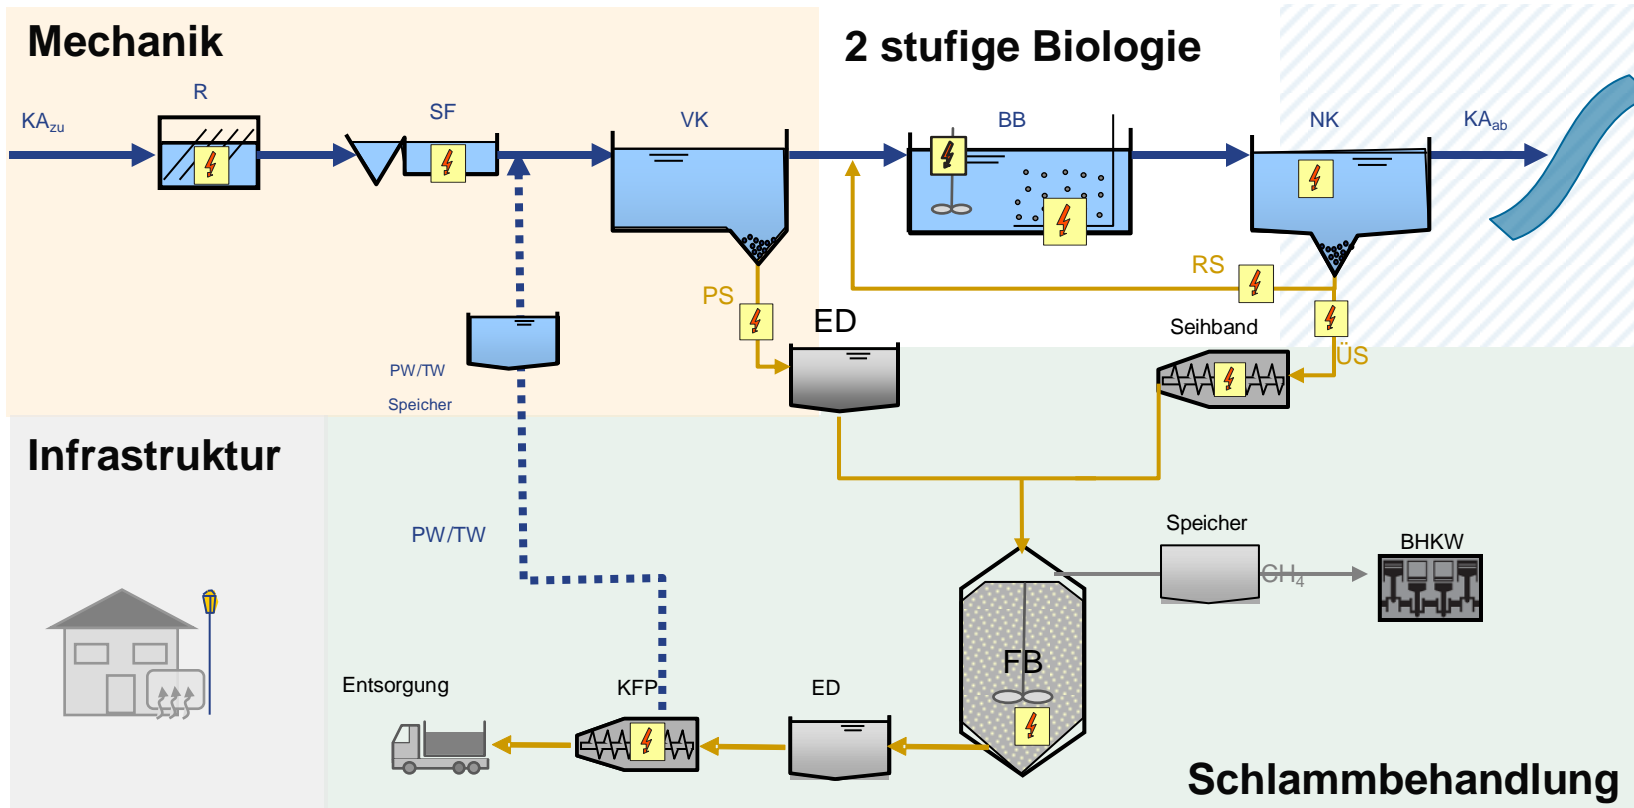 Mechanik
2 stufige Biologie
R
SF
VK
BB
NK
KAzu
KAab
PS
RS
ED
Seihband
ÜS
PW/TW
Speicher
Infrastruktur
PW/TW
Speicher
BHKW
CH4
FB
Entsorgung
KFP
ED
Schlammbehandlung